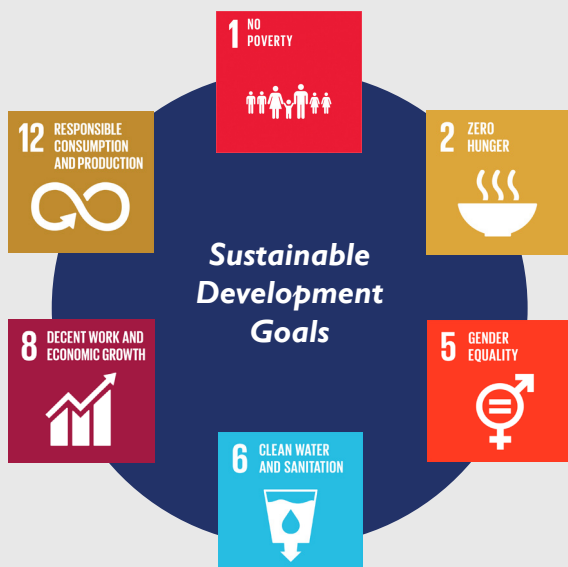 1 NO
POVERTY
2 ZERO
HUNGER
5 GENDER
EQUALITY
6 CLEAN WATER
AND SANITATION
8 DECENT WORK AND
ECONOMIC GROWTH
12 RESPONSIBLE
CONSUMPTION
AND PRODUCTION
Sustainable
Development
Goals